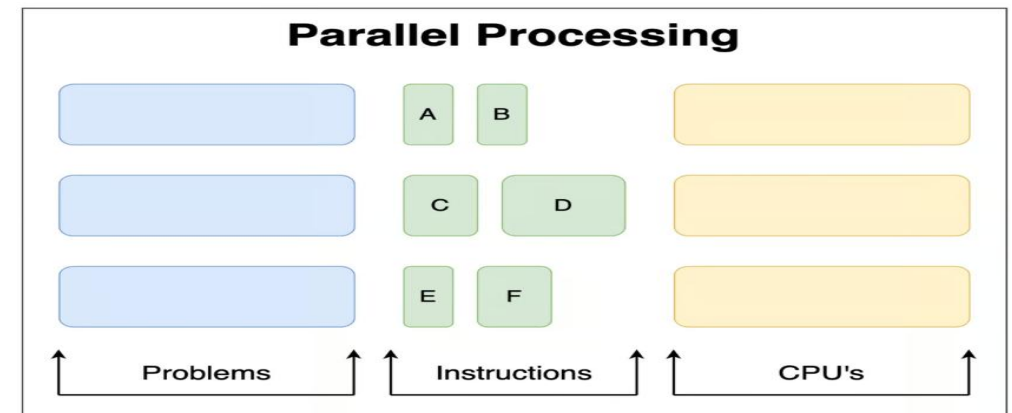 Parallel Processing
A B
C D
E F
Problems Instructions CPU's